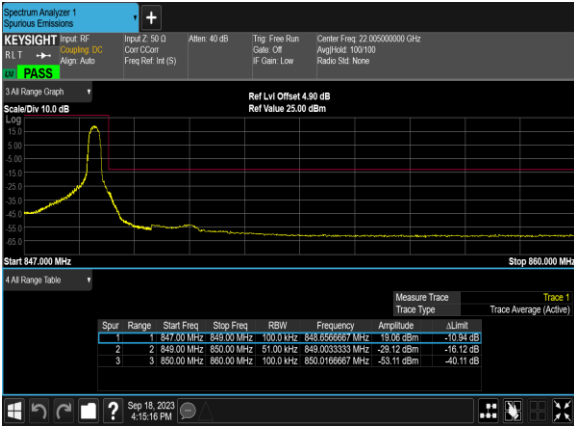 Spectrum Analyzer 1
Spurious Emissions
KEYSIGHT Input: RF Input Z: 50 Ω Atten: 40 dB Trig: Free Run Center Freq: 22.005000000 GHz
RLT Coupling: DC Corr CCorr Gate: Off Avg|Hold: 100/100
Align: Auto Freq Ref: Int (S) IF Gain: Low Radio Std: None
LW PASS
3 All Range Graph
Ref Lvl Offset 4.90 dB
Scale/Div 10.0 dB Ref Value 25.00 dBm
Log
15.0
5.00
-5.00
-15.0
-25.0
-35.0
-45.0
-55.0
-65.0
Start 847.000 MHz Stop 860.000 MHz
4 All Range Table
Measure Trace Trace 1
Trace Type Trace Average (Active)
Spur Range Start Freq Stop Freq RBW Frequency Amplitude ΔLimit
1 1 847.00 MHz 849.00 MHz 100.0 kHz 848.6566667 MHz 19.06 dBm -10.94 dB
2 2 849.00 MHz 850.00 MHz 51.00 kHz 849.0033333 MHz -29.12 dBm -16.12 dB
3 3 850.00 MHz 860.00 MHz 100.0 kHz 850.0166667 MHz -53.11 dBm -40.11 dB
? Sep 18, 2023
4:15:16 PM